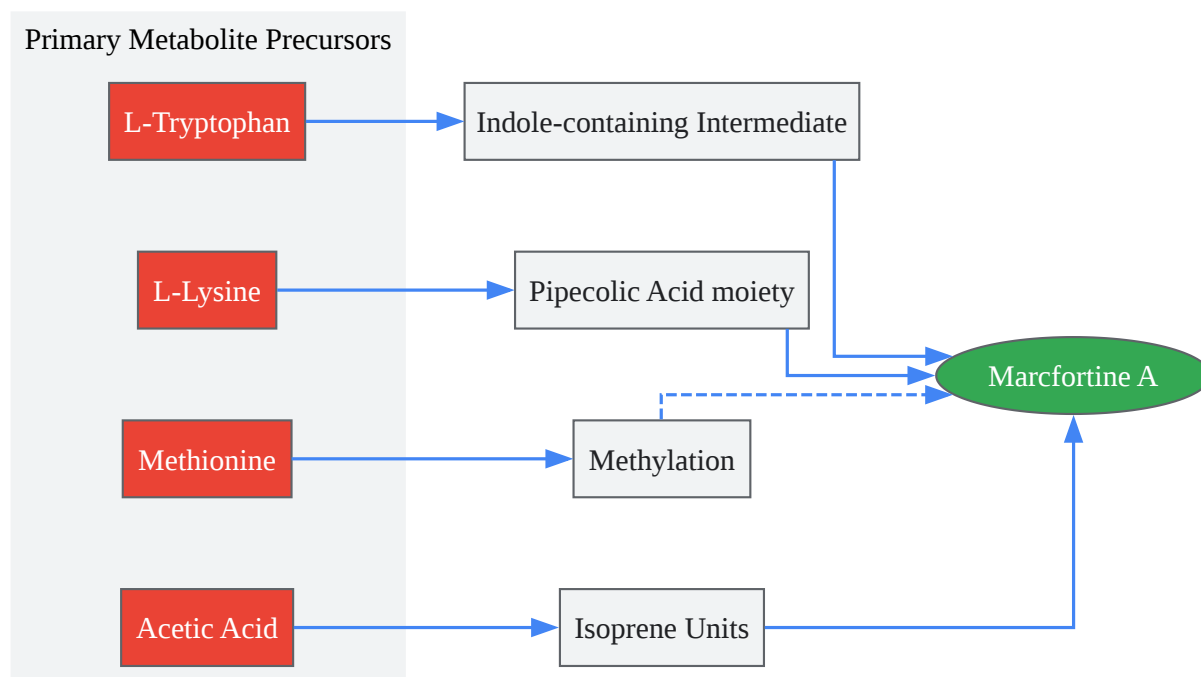 Primary Metabolite Precursors
L-Tryptophan
Indole-containing Intermediate
L-Lysine
Pipecolic Acid moiety
Marcfortine A
Methionine
Methylation
Acetic Acid
Isoprene Units